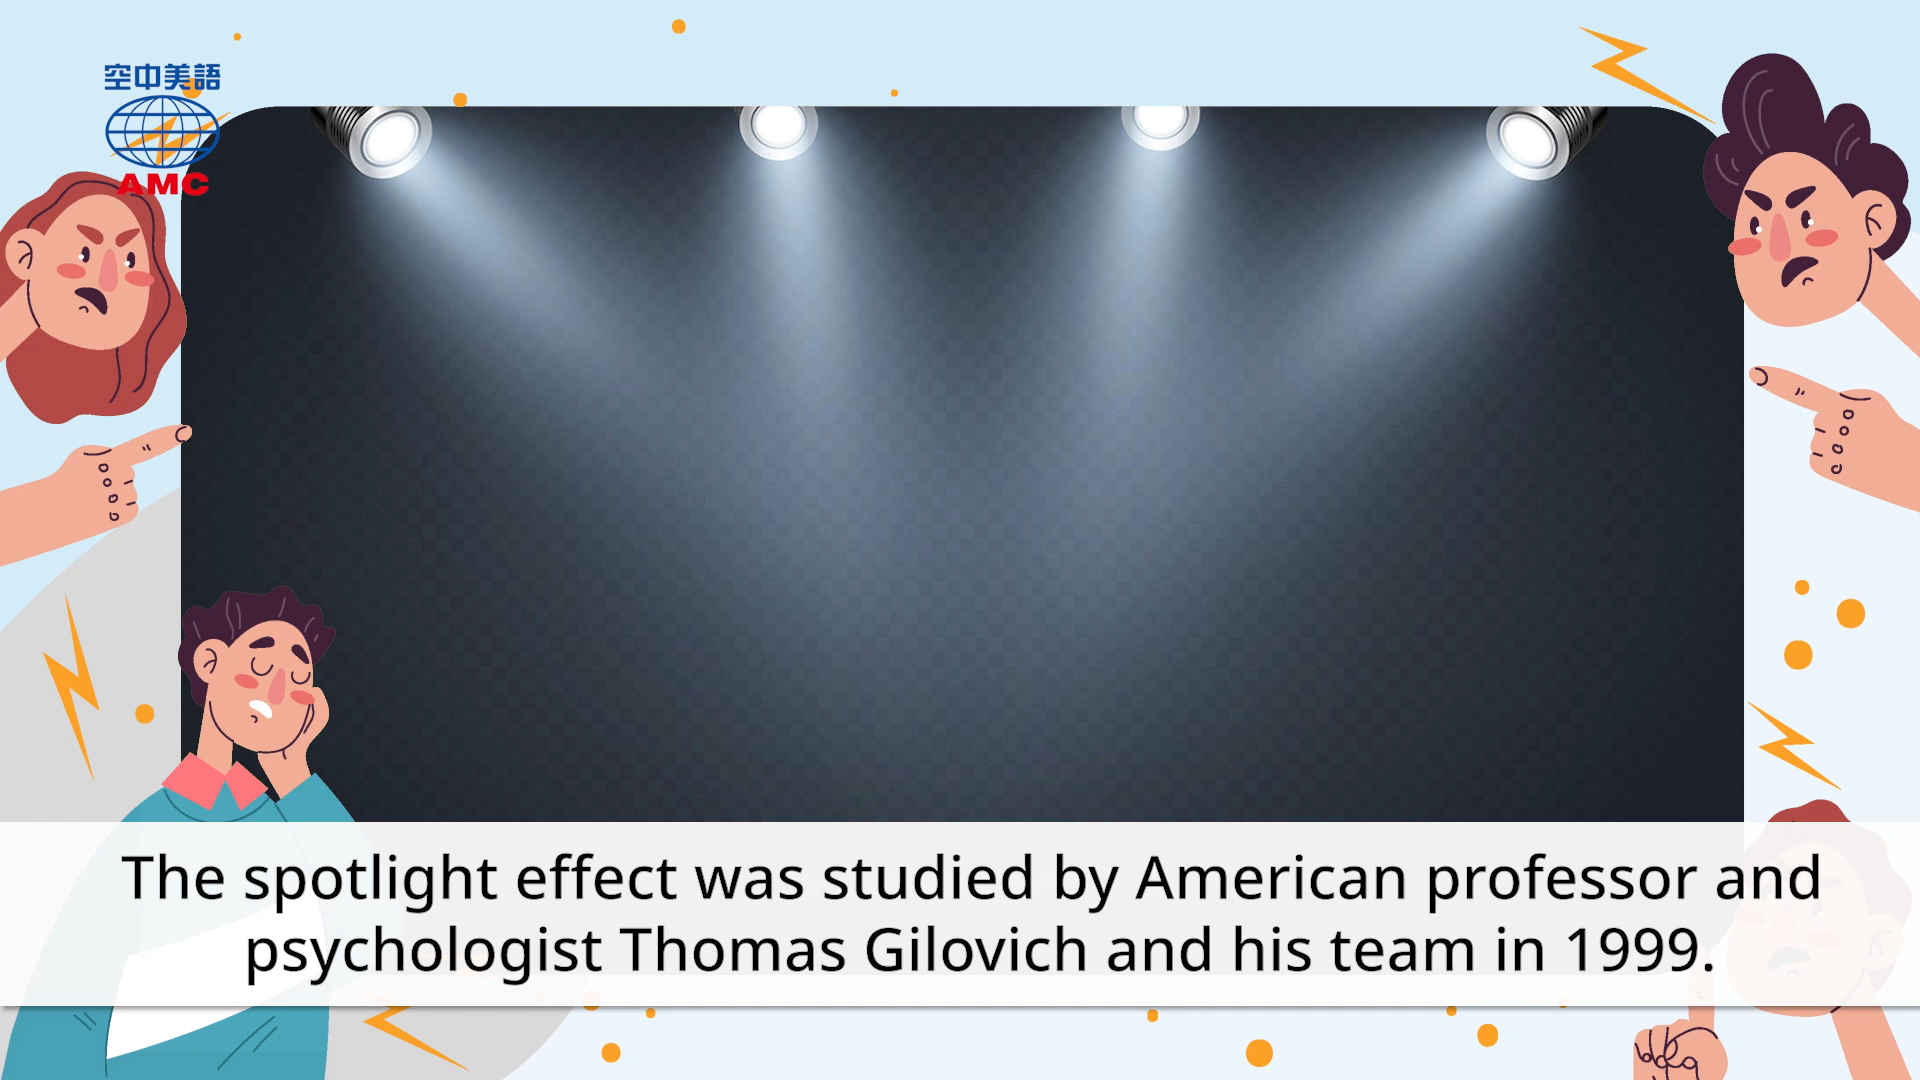 空中美語
AMC
The spotlight effect was studied by American professor and
psychologist Thomas Gilovich and his team in 1999.